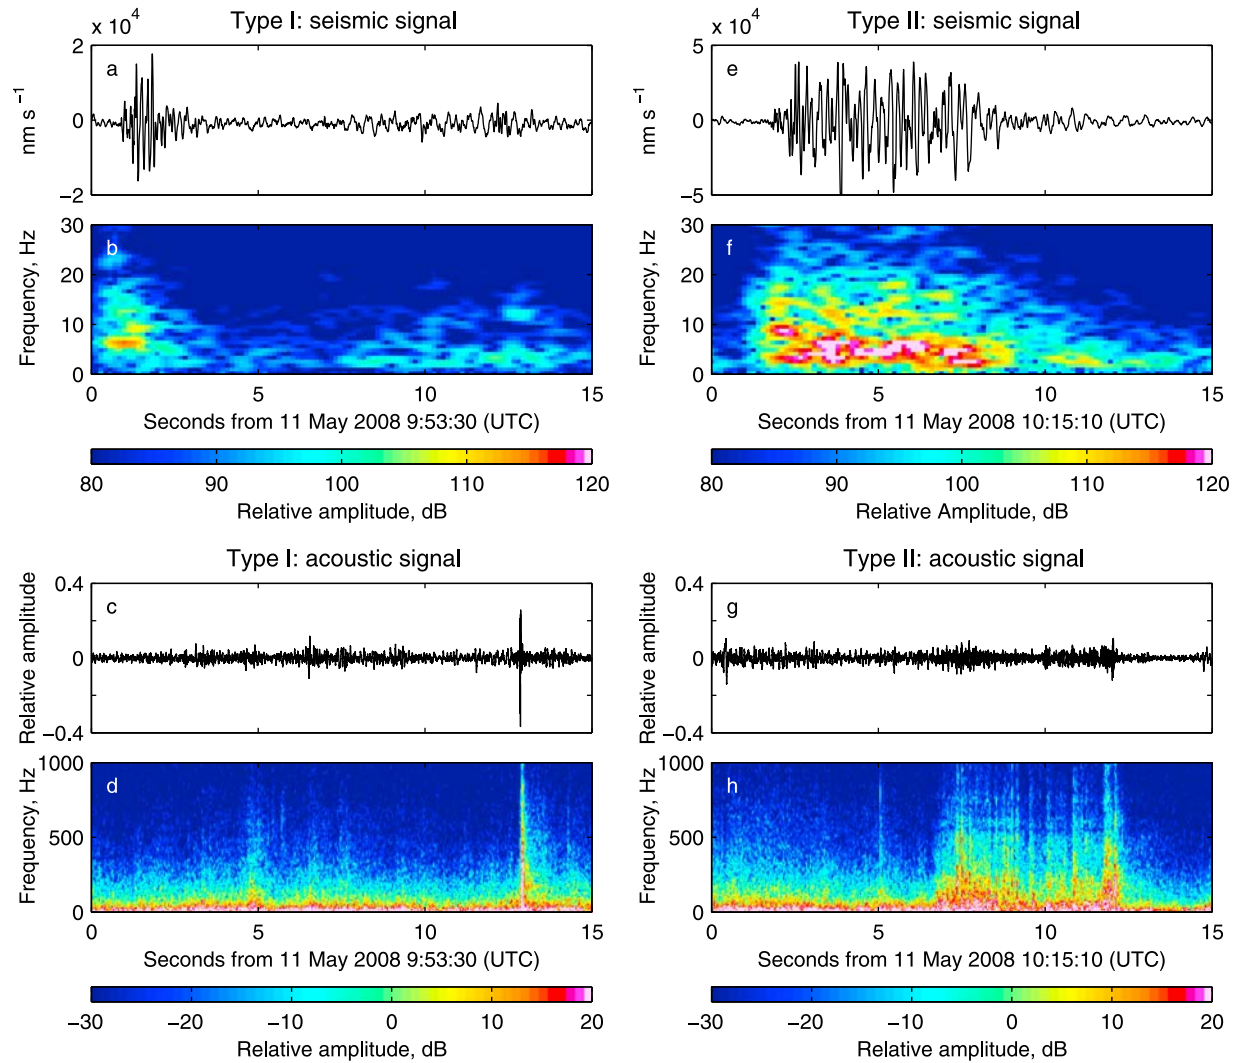 Type I: seismic signal
x 10⁴
2
0
−2
nm s⁻¹
a
30
20
10
0
Frequency, Hz
b
0 5 10 15
Seconds from 11 May 2008 9:53:30 (UTC)
80 90 100 110 120
Relative amplitude, dB
Type I: acoustic signal
0.4
0
−0.4
Relative amplitude
c
1000
500
0
Frequency, Hz
d
0 5 10 15
Seconds from 11 May 2008 9:53:30 (UTC)
−30 −20 −10 0 10 20
Relative amplitude, dB
Type II: seismic signal
x 10⁴
5
0
−5
nm s⁻¹
e
30
20
10
0
Frequency, Hz
f
0 5 10 15
Seconds from 11 May 2008 10:15:10 (UTC)
80 90 100 110 120
Relative Amplitude, dB
Type II: acoustic signal
0.4
0
−0.4
Relative amplitude
g
1000
500
0
Frequency, Hz
h
0 5 10 15
Seconds from 11 May 2008 10:15:10 (UTC)
−30 −20 −10 0 10 20
Relative amplitude, dB